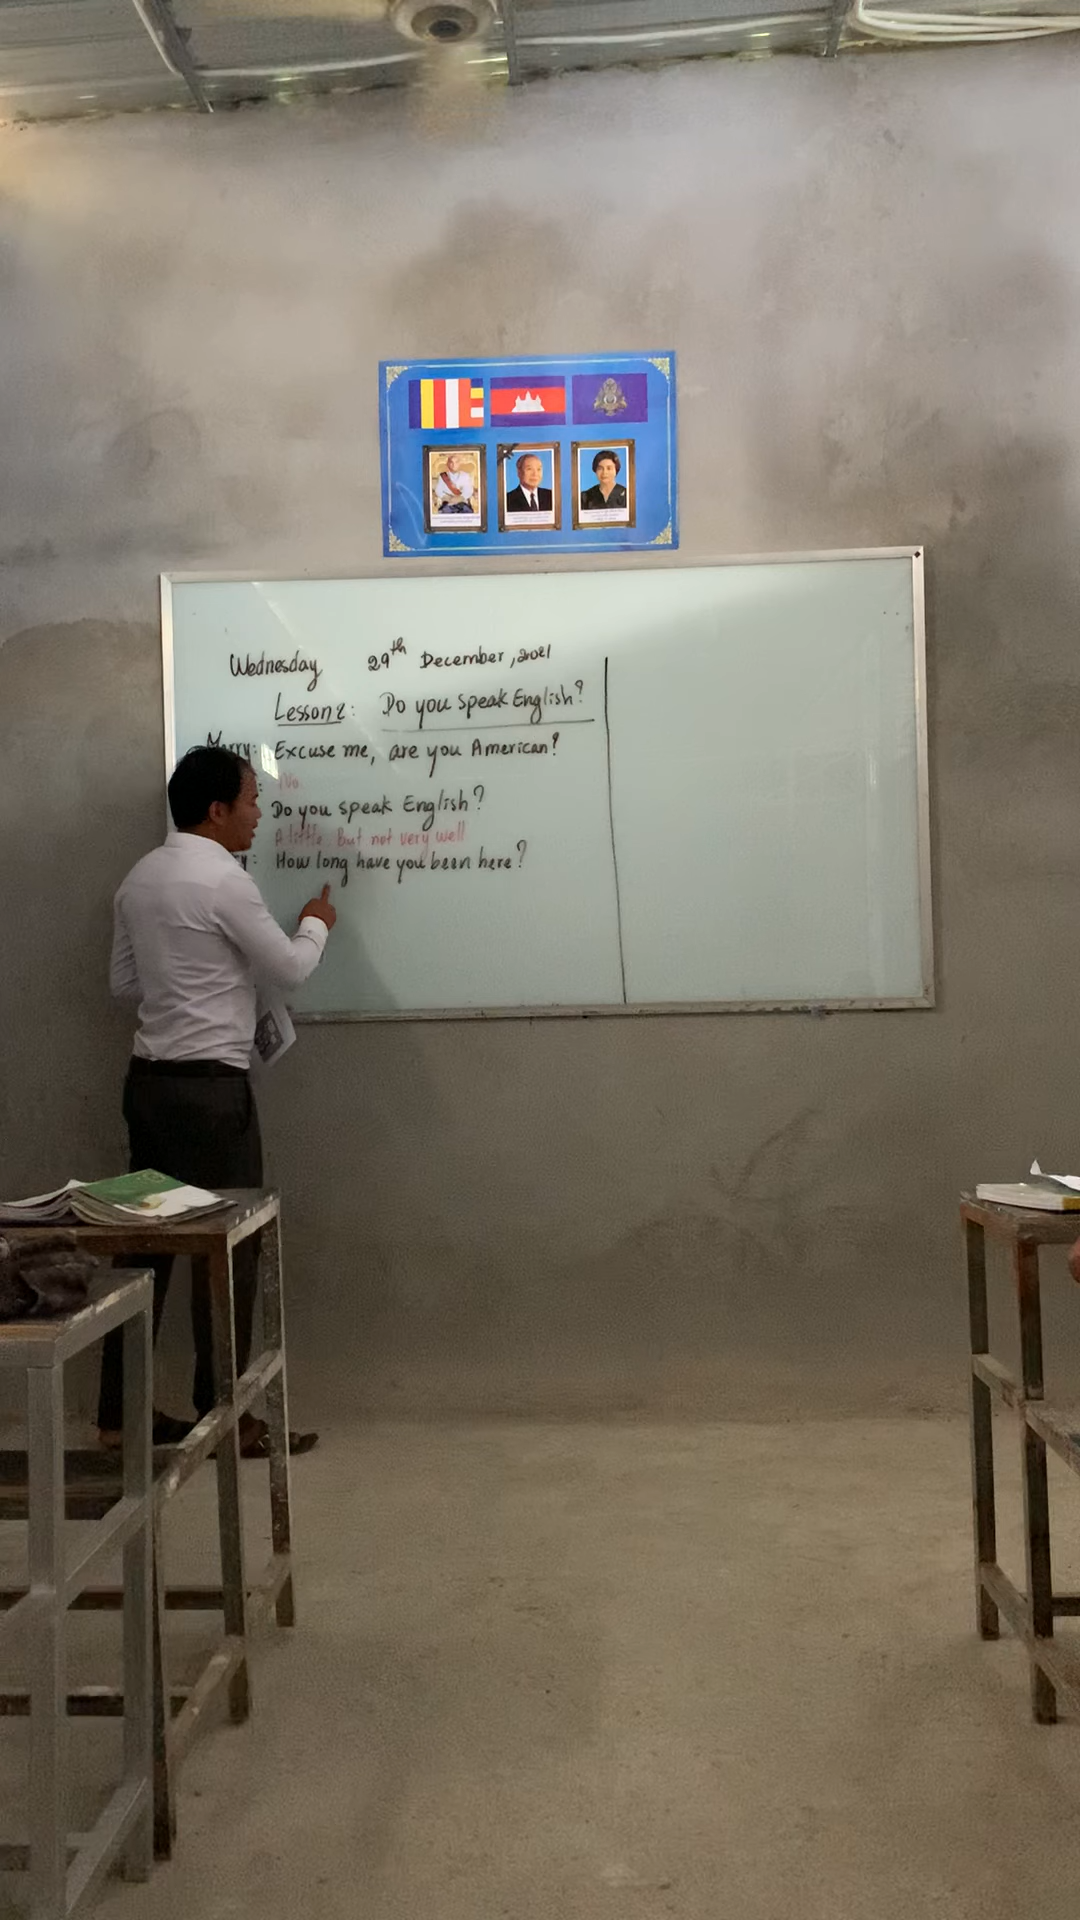 Wednesday 29th December, 2021
Lesson 2: Do you speak English?
Merry: Excuse me, are you American?
: No.
Do you speak English?
A little. But not very well
y: How long have you been here?